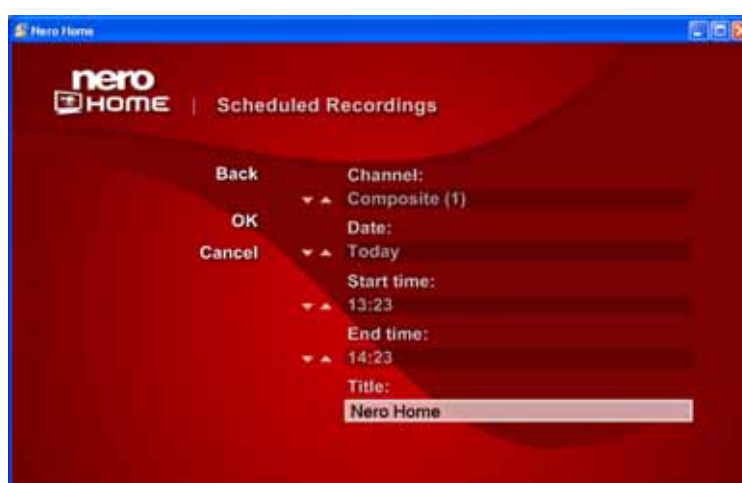 Nero Home
nero
HOME | Scheduled Recordings
Back
OK
Cancel
Channel:
Composite (1)
Date:
Today
Start time:
13:23
End time:
14:23
Title:
Nero Home